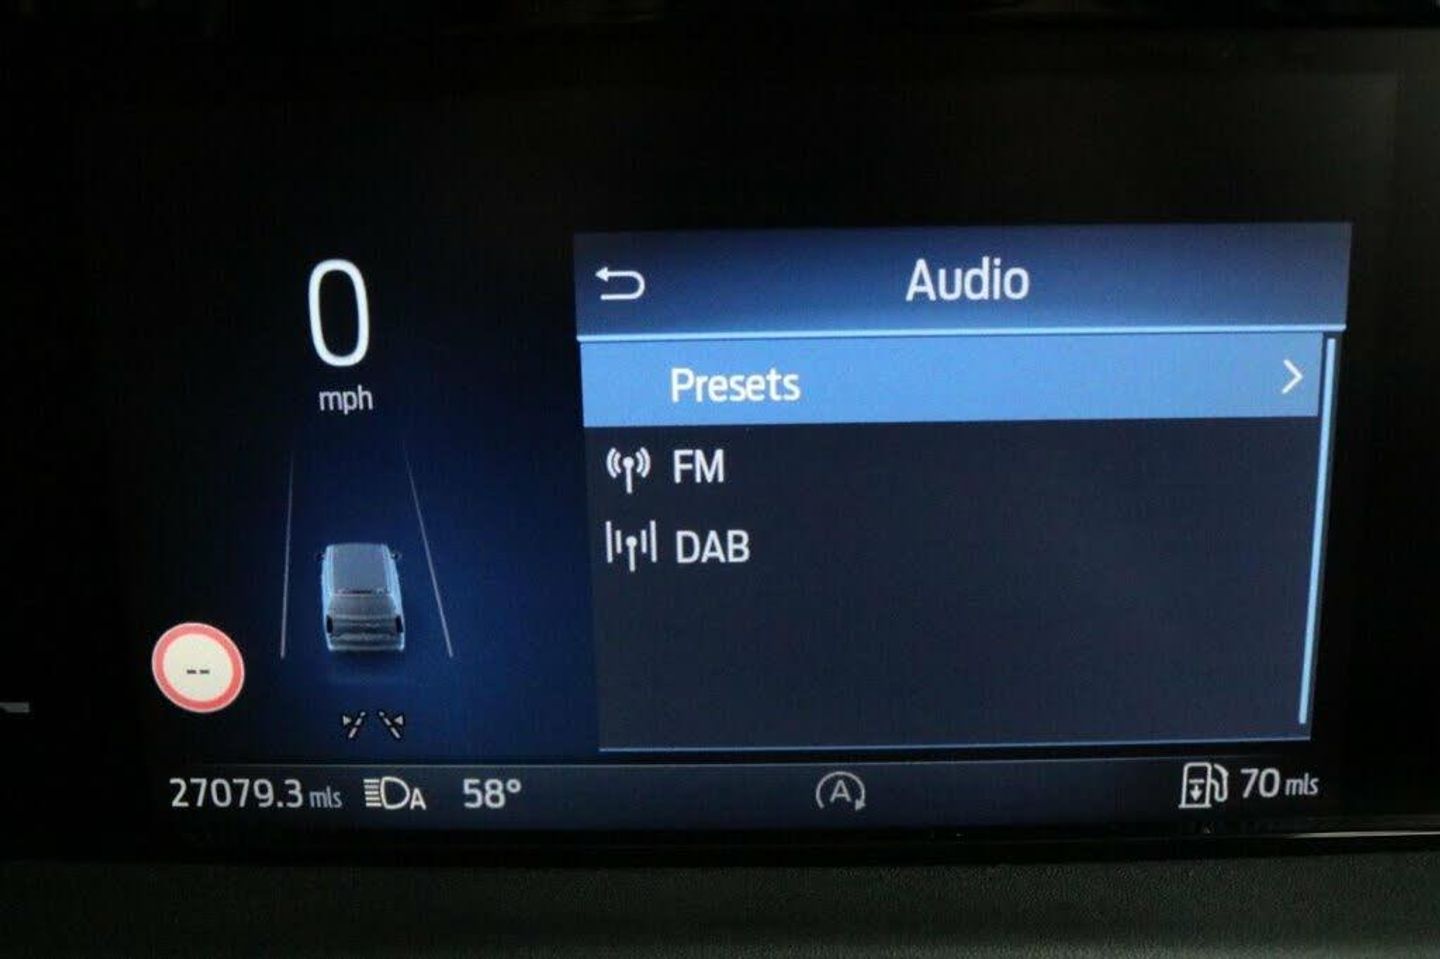 Audio
0
mph
Presets
FM
DAB
--
27079.3 mls
A
58°
A
70 mls